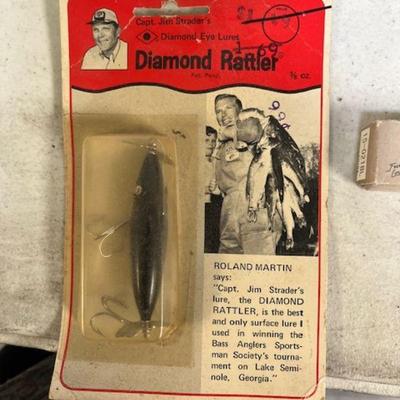 Capt. Jim Strader's
Diamond Eye Lures
Diamond Rattler
Pat. Pend.
⅝ oz.
1.69
ROLAND MARTIN
says:
"Capt. Jim Strader's
lure, the DIAMOND
RATTLER, is the best
and only surface lure I
used in winning the
Bass Anglers Sports-
man Society's tourna-
ment on Lake Semi-
nole, Georgia."